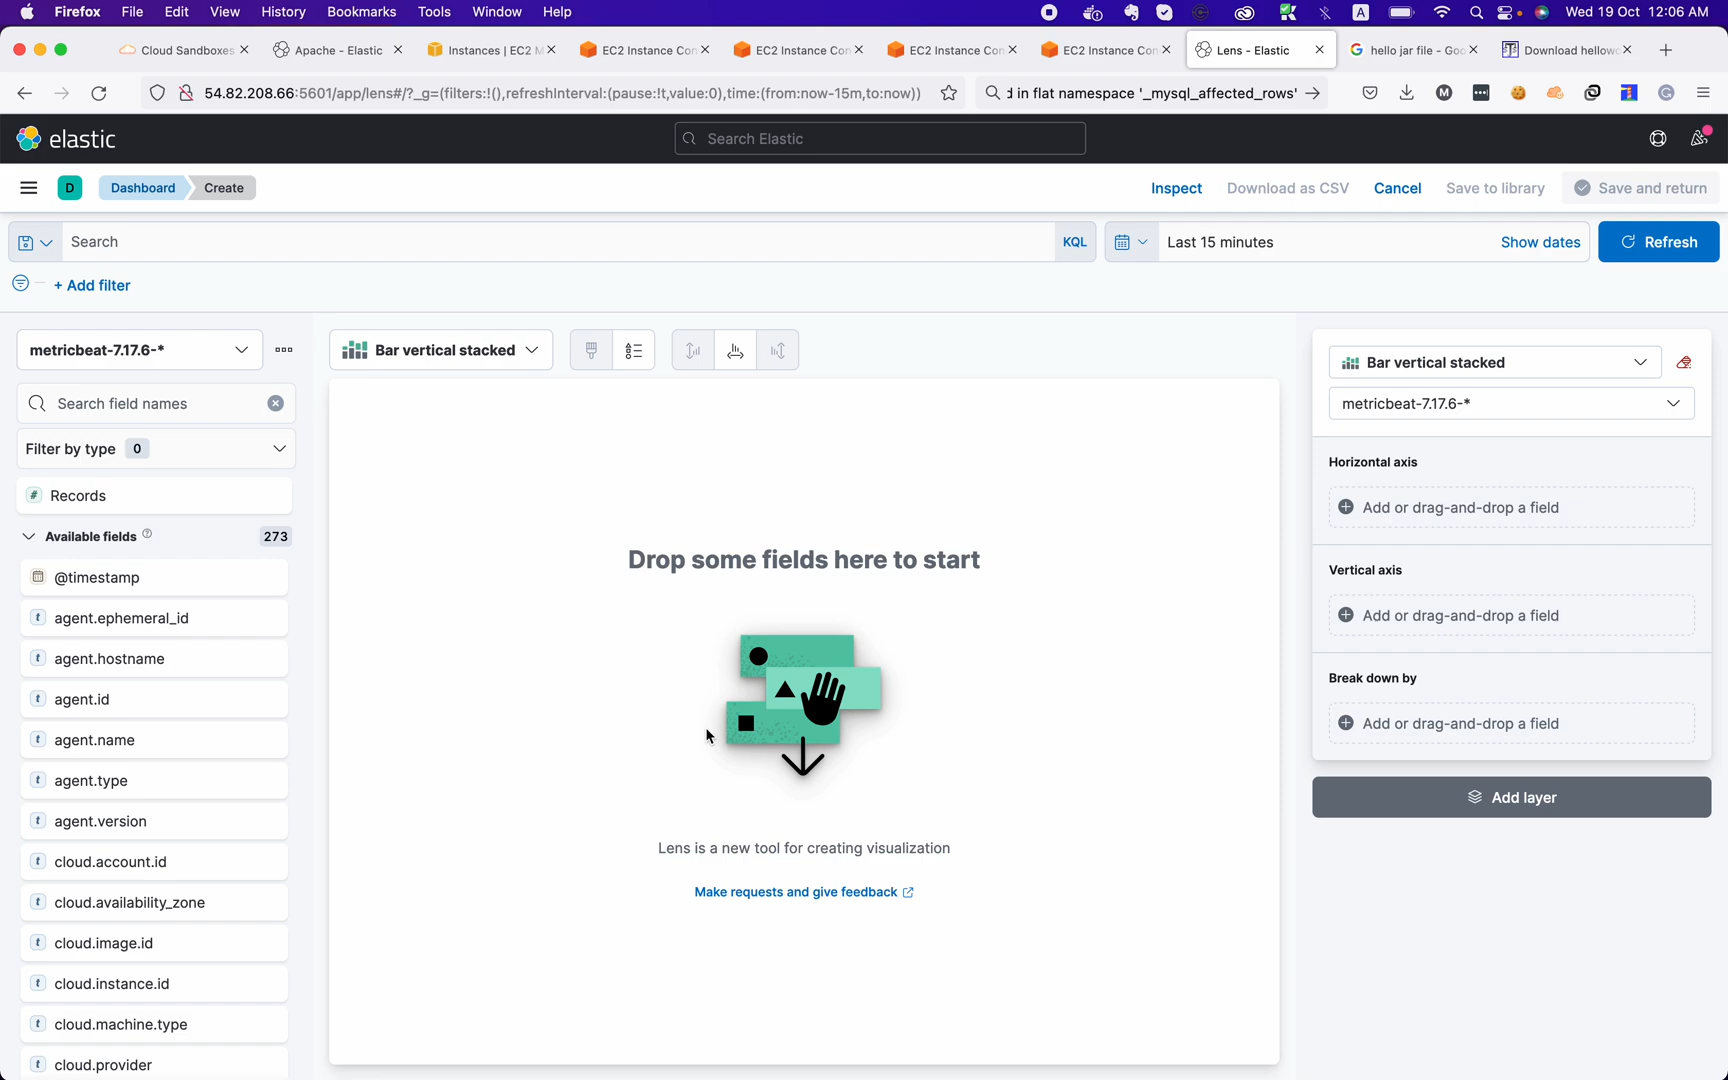 Firefox File Edit View History Bookmarks Tools Window Help A Wed 19 Oct 12:06 AM
Cloud Sandboxes Apache - Elastic Instances | EC2 M EC2 Instance Con EC2 Instance Con EC2 Instance Con EC2 Instance Con Lens - Elastic hello jar file - Goo Download hellowo
54.82.208.66:5601/app/lens#/?_g=(filters:!(),refreshInterval:(pause:!t,value:0),time:(from:now-15m,to:now)) d in flat namespace '_mysql_affected_rows'
elastic Search Elastic
D Dashboard Create Inspect Download as CSV Cancel Save to library Save and return
Search KQL Last 15 minutes Show dates Refresh
+ Add filter
metricbeat-7.17.6-* Bar vertical stacked
Bar vertical stacked
metricbeat-7.17.6-*
Search field names
Filter by type 0
Records
Available fields 273
@timestamp
agent.ephemeral_id
agent.hostname
agent.id
agent.name
agent.type
agent.version
cloud.account.id
cloud.availability_zone
cloud.image.id
cloud.instance.id
cloud.machine.type
cloud.provider
Drop some fields here to start
Lens is a new tool for creating visualization
Make requests and give feedback
Horizontal axis
Add or drag-and-drop a field
Vertical axis
Add or drag-and-drop a field
Break down by
Add or drag-and-drop a field
Add layer